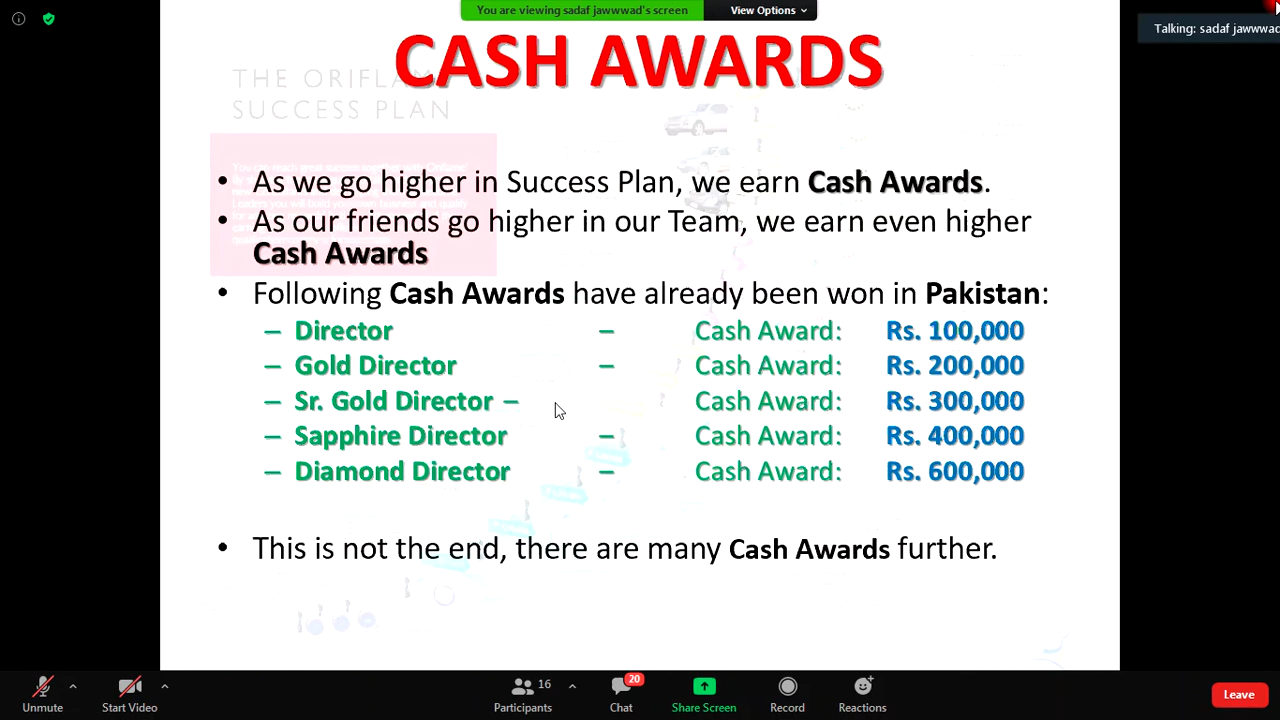 You are viewing sadaf jawwwad's screen
View Options
Talking: sadaf jawwwad
CASH AWARDS
THE ORIFLAM
SUCCESS PLAN
• As we go higher in Success Plan, we earn Cash Awards.
• As our friends go higher in our Team, we earn even higher
Cash Awards
• Following Cash Awards have already been won in Pakistan:
– Director – Cash Award: Rs. 100,000
– Gold Director – Cash Award: Rs. 200,000
– Sr. Gold Director – Cash Award: Rs. 300,000
– Sapphire Director – Cash Award: Rs. 400,000
– Diamond Director – Cash Award: Rs. 600,000
• This is not the end, there are many Cash Awards further.
Unmute
Start Video
16
Participants
20
Chat
Share Screen
Record
Reactions
Leave